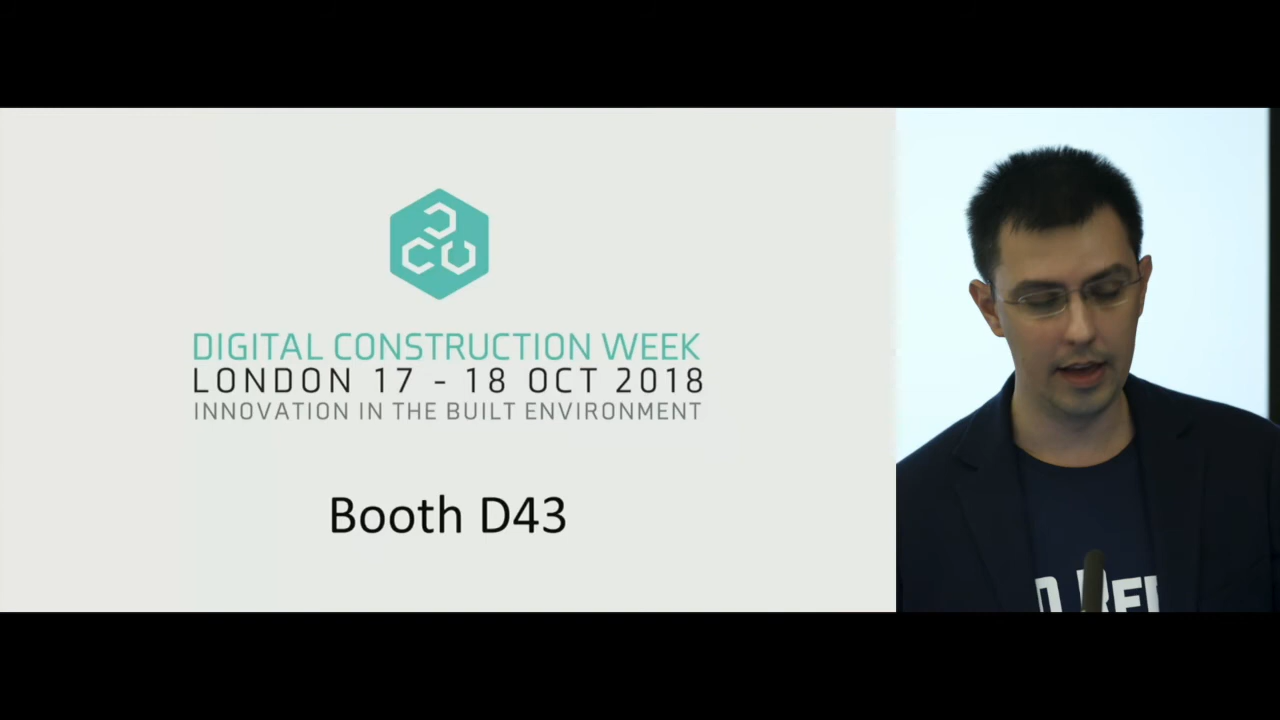 DIGITAL CONSTRUCTION WEEK
LONDON 17 - 18 OCT 2018
INNOVATION IN THE BUILT ENVIRONMENT
Booth D43